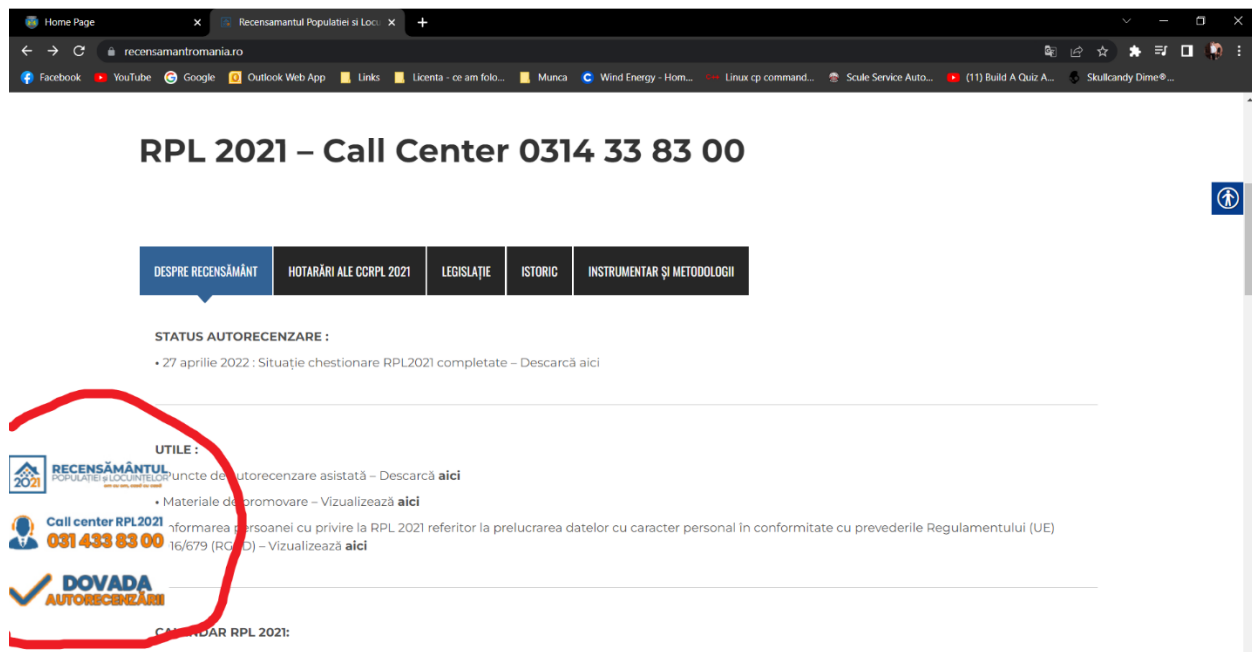 Home Page
Recensamantul Populatiei si Locu
recensamantromania.ro
Facebook YouTube Google Outlook Web App Links Licenta - ce am folo... Munca Wind Energy - Hom... Linux cp command... Scule Service Auto... (11) Build A Quiz A... Skullcandy Dime®...
RPL 2021 – Call Center 0314 33 83 00
DESPRE RECENSĂMÂNT HOTARĂRI ALE CCRPL 2021 LEGISLAȚIE ISTORIC INSTRUMENTAR ȘI METODOLOGII
STATUS AUTORECENZARE :
• 27 aprilie 2022 : Situație chestionare RPL2021 completate – Descarcă aici
UTILE :
Puncte de autorecenzare asistată – Descarcă aici
• Materiale de promovare – Vizualizează aici
nformarea persoanei cu privire la RPL 2021 referitor la prelucrarea datelor cu caracter personal în conformitate cu prevederile Regulamentului (UE)
16/679 (RGPD) – Vizualizează aici
2021 RECENSĂMÂNTUL
POPULAȚIEI și LOCUINȚELOR
Call center RPL2021
031 433 83 00
DOVADA
AUTORECENZĂRII
CALENDAR RPL 2021: